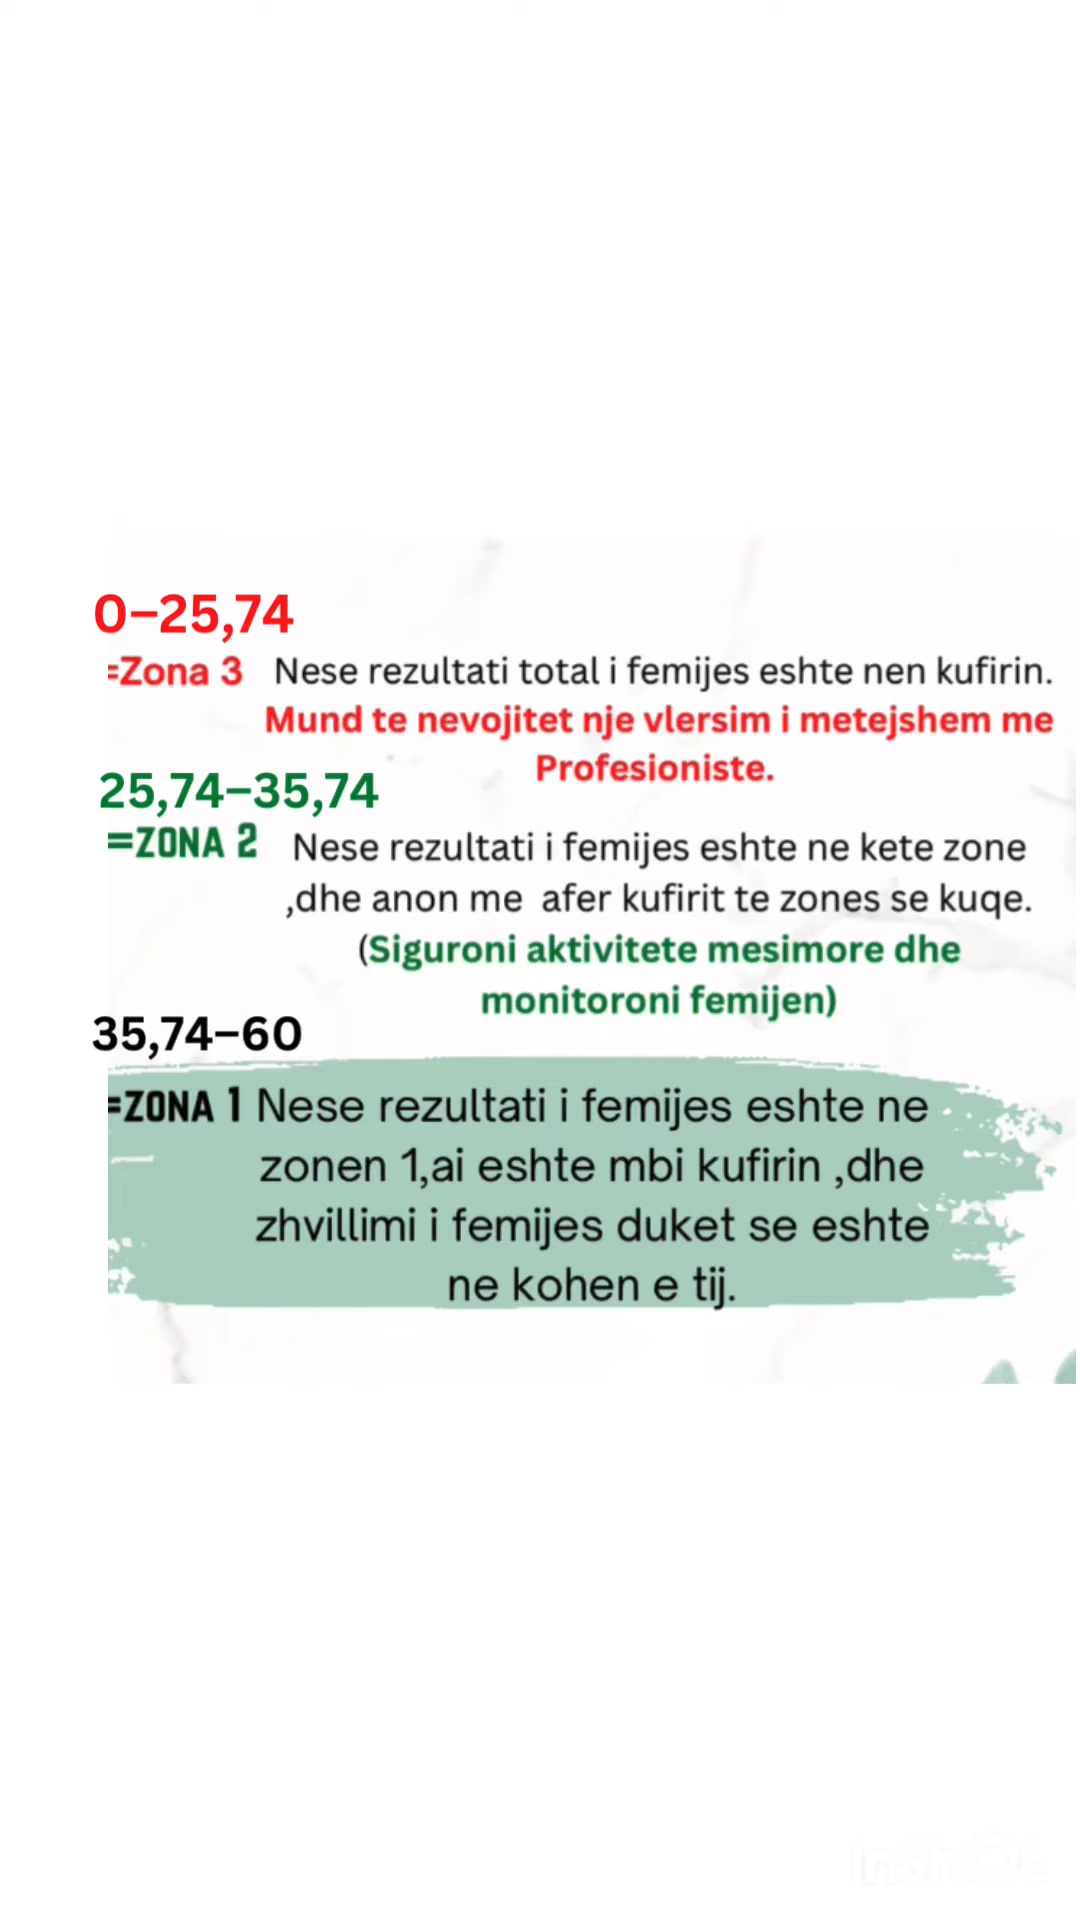 0–25,74
=Zona 3 Nese rezultati total i femijes eshte nen kufirin.
Mund te nevojitet nje vlersim i metejshem me
Profesioniste.
25,74–35,74
=ZONA 2 Nese rezultati i femijes eshte ne kete zone
,dhe anon me afer kufirit te zones se kuqe.
(Siguroni aktivitete mesimore dhe
monitoroni femijen)
35,74–60
=ZONA 1 Nese rezultati i femijes eshte ne
zonen 1,ai eshte mbi kufirin ,dhe
zhvillimi i femijes duket se eshte
ne kohen e tij.